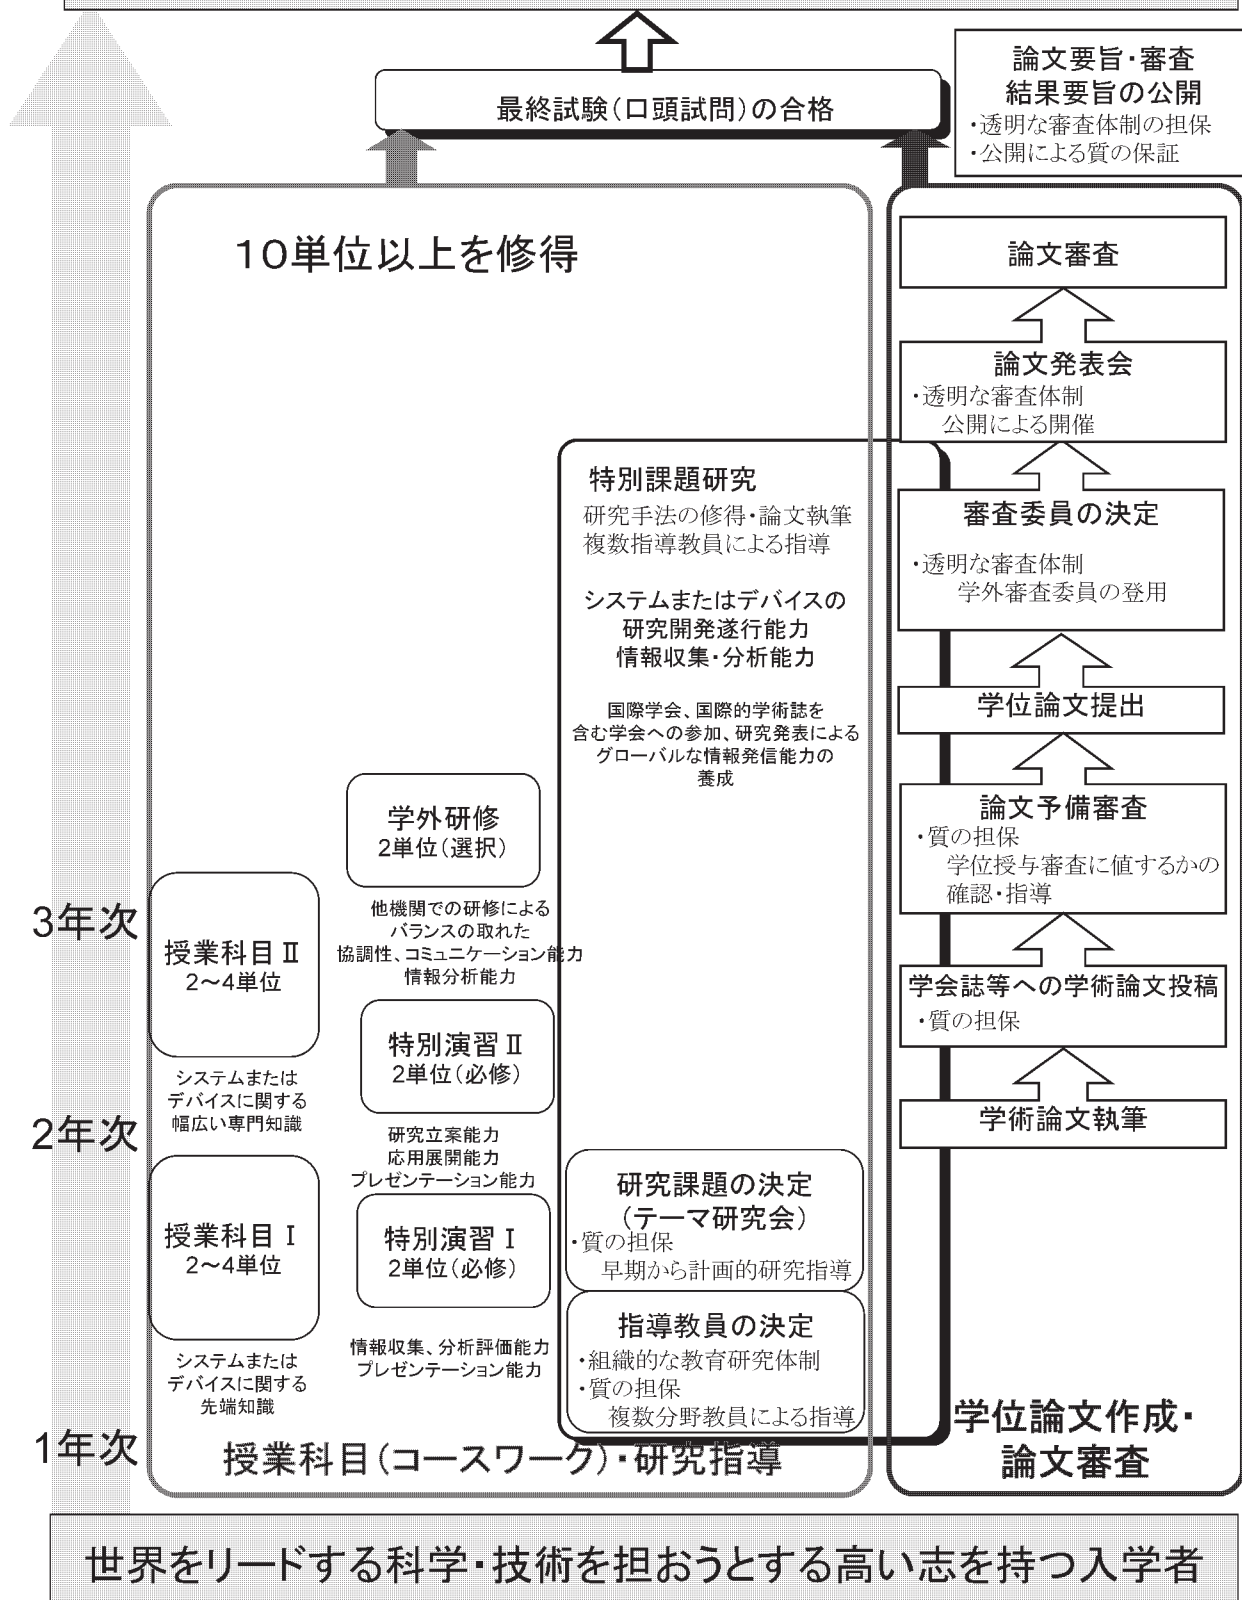 最終試験(口頭試問)の合格
論文要旨・審査
結果要旨の公開
・透明な審査体制の担保
・公開による質の保証
10単位以上を修得
論文審査
論文発表会
・透明な審査体制
公開による開催
特別課題研究
研究手法の修得・論文執筆
複数指導教員による指導
システムまたはデバイスの
研究開発遂行能力
情報収集・分析能力
国際学会、国際的学術誌を
含む学会への参加、研究発表による
グローバルな情報発信能力の
養成
審査委員の決定
・透明な審査体制
学外審査委員の登用
学位論文提出
論文予備審査
・質の担保
学位授与審査に値するかの
確認・指導
学会誌等への学術論文投稿
・質の担保
学術論文執筆
学外研修
2単位(選択)
他機関での研修による
バランスの取れた
協調性、コミュニケーション能力
情報分析能力
3年次
授業科目Ⅱ
2~4単位
システムまたは
デバイスに関する
幅広い専門知識
特別演習Ⅱ
2単位(必修)
研究立案能力
応用展開能力
プレゼンテーション能力
2年次
授業科目Ⅰ
2~4単位
システムまたは
デバイスに関する
先端知識
特別演習Ⅰ
2単位(必修)
情報収集、分析評価能力
プレゼンテーション能力
研究課題の決定
(テーマ研究会)
・質の担保
早期から計画的研究指導
指導教員の決定
・組織的な教育研究体制
・質の担保
複数分野教員による指導
1年次
授業科目(コースワーク)・研究指導
学位論文作成・
論文審査
世界をリードする科学・技術を担おうとする高い志を持つ入学者